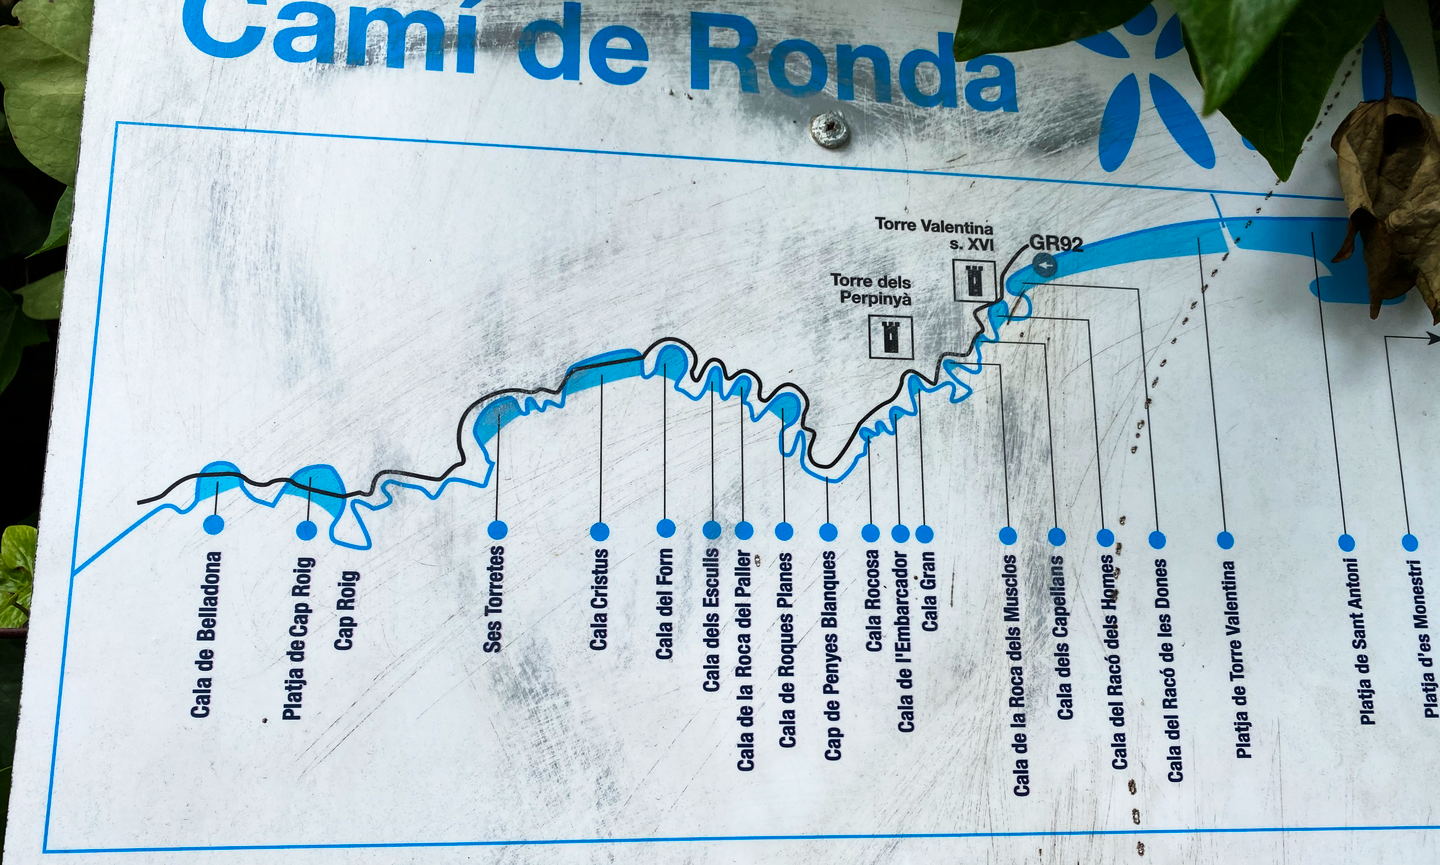 Camí de Ronda
Torre Valentina
s. XVI
GR92
Torre dels
Perpinyà
Cala de Belladona
Platja de Cap Roig
Cap Roig
Ses Torretes
Cala Cristus
Cala del Forn
Cala dels Esculls
Cala de la Roca del Paller
Cala de Roques Planes
Cap de Penyes Blanques
Cala Rocosa
Cala de l'Embarcador
Cala Gran
Cala de la Roca dels Musclos
Cala dels Capellans
Cala del Racó dels Homes
Cala del Racó de les Dones
Platja de Torre Valentina
Platja de Sant Antoni
Platja d'es Monestri